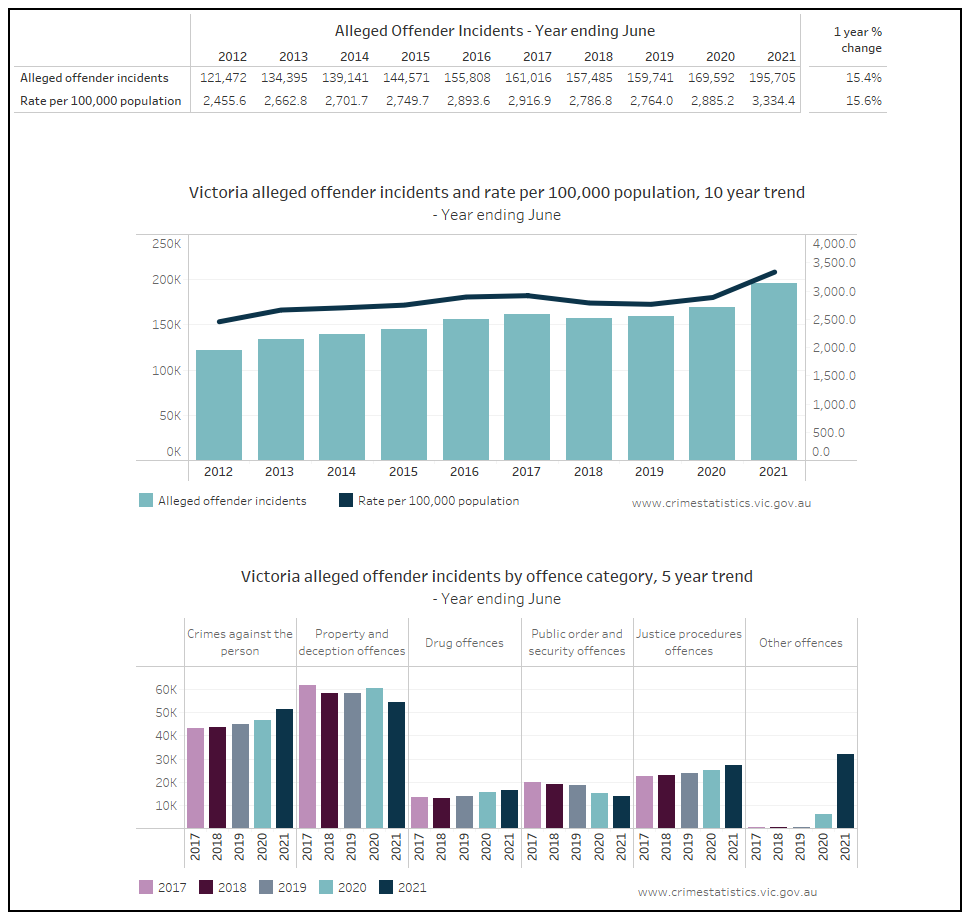 Alleged Offender Incidents - Year ending June
1 year % change
2012 2013 2014 2015 2016 2017 2018 2019 2020 2021
Alleged offender incidents 121,472 134,395 139,141 144,571 155,808 161,016 157,485 159,741 169,592 195,705 15.4%
Rate per 100,000 population 2,455.6 2,662.8 2,701.7 2,749.7 2,893.6 2,916.9 2,786.8 2,764.0 2,885.2 3,334.4 15.6%
Victoria alleged offender incidents and rate per 100,000 population, 10 year trend
- Year ending June
250K 4,000.0
3,500.0
200K
3,000.0
150K 2,500.0
2,000.0
100K
1,500.0
1,000.0
50K
500.0
0K 0.0
2012 2013 2014 2015 2016 2017 2018 2019 2020 2021
Alleged offender incidents Rate per 100,000 population www.crimestatistics.vic.gov.au
Victoria alleged offender incidents by offence category, 5 year trend
- Year ending June
Crimes against the person
Property and deception offences
Drug offences
Public order and security offences
Justice procedures offences
Other offences
60K
50K
40K
30K
20K
10K
2017 2018 2019 2020 2021 2017 2018 2019 2020 2021 2017 2018 2019 2020 2021 2017 2018 2019 2020 2021 2017 2018 2019 2020 2021 2017 2018 2019 2020 2021
2017 2018 2019 2020 2021 www.crimestatistics.vic.gov.au